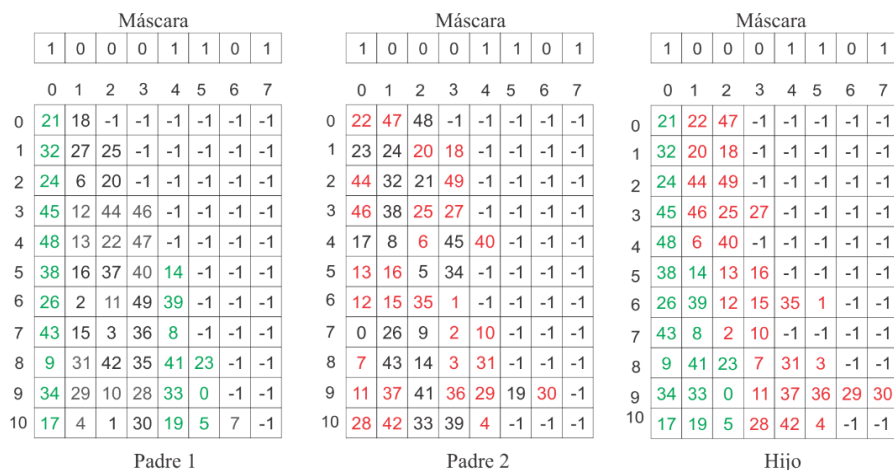 Máscara Máscara Máscara
1 0 0 0 1 1 0 1 1 0 0 0 1 1 0 1 1 0 0 0 1 1 0 1
0 1 2 3 4 5 6 7 0 1 2 3 4 5 6 7 0 1 2 3 4 5 6 7
0 21 18 -1 -1 -1 -1 -1 -1 0 22 47 48 -1 -1 -1 -1 -1 0 21 22 47 -1 -1 -1 -1 -1
1 32 27 25 -1 -1 -1 -1 -1 1 23 24 20 18 -1 -1 -1 -1 1 32 20 18 -1 -1 -1 -1 -1
2 24 6 20 -1 -1 -1 -1 -1 2 44 32 21 49 -1 -1 -1 -1 2 24 44 49 -1 -1 -1 -1 -1
3 45 12 44 46 -1 -1 -1 -1 3 46 38 25 27 -1 -1 -1 -1 3 45 46 25 27 -1 -1 -1 -1
4 48 13 22 47 -1 -1 -1 -1 4 17 8 6 45 40 -1 -1 -1 4 48 6 40 -1 -1 -1 -1 -1
5 38 16 37 40 14 -1 -1 -1 5 13 16 5 34 -1 -1 -1 -1 5 38 14 13 16 -1 -1 -1 -1
6 26 2 11 49 39 -1 -1 -1 6 12 15 35 1 -1 -1 -1 -1 6 26 39 12 15 35 1 -1 -1
7 43 15 3 36 8 -1 -1 -1 7 0 26 9 2 10 -1 -1 -1 7 43 8 2 10 -1 -1 -1 -1
8 9 31 42 35 41 23 -1 -1 8 7 43 14 3 31 -1 -1 -1 8 9 41 23 7 31 3 -1 -1
9 34 29 10 28 33 0 -1 -1 9 11 37 41 36 29 19 30 -1 9 34 33 0 11 37 36 29 30
10 17 4 1 30 19 5 7 -1 10 28 42 33 39 4 -1 -1 -1 10 17 19 5 28 42 4 -1 -1
Padre 1 Padre 2 Hijo